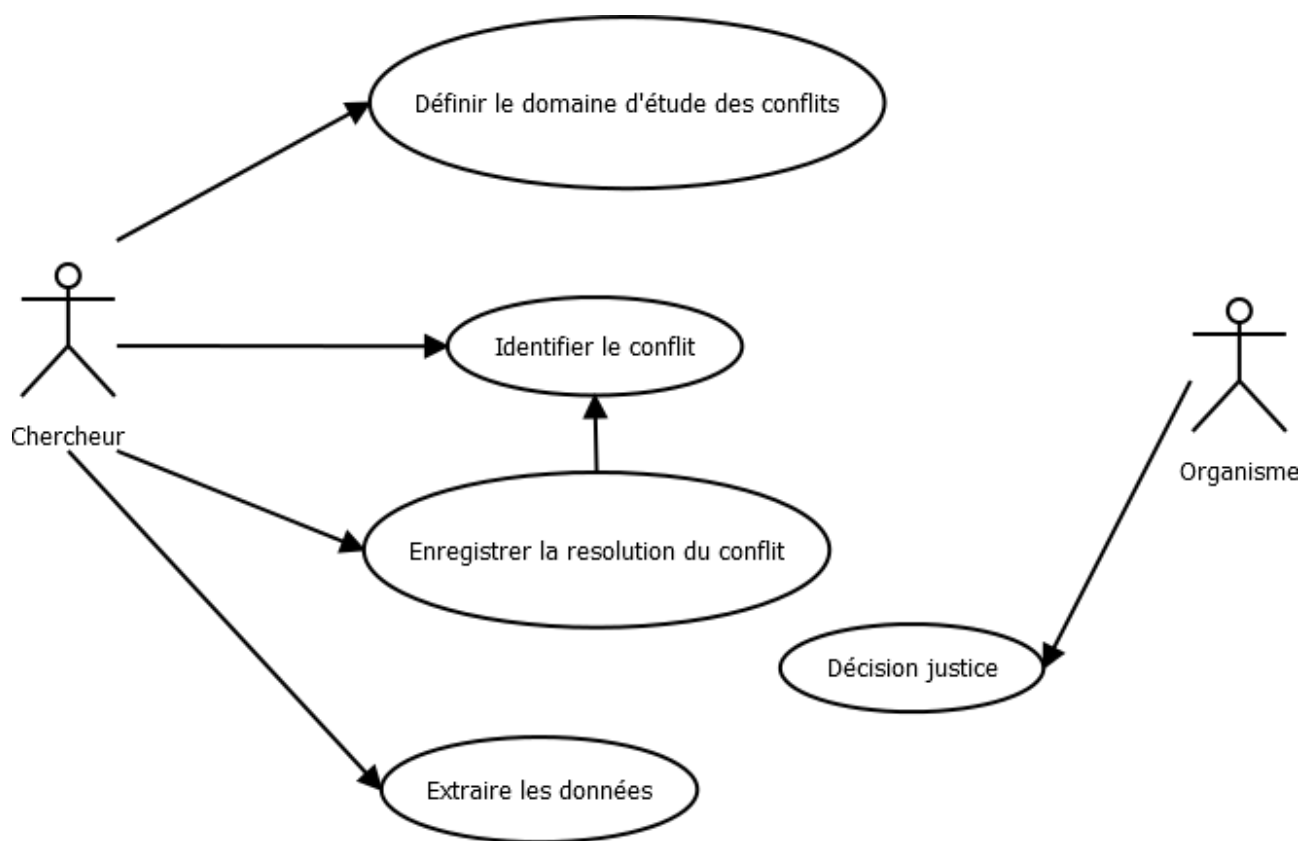 Définir le domaine d'étude des conflits
Identifier le conflit
Chercheur
Organisme
Enregistrer la resolution du conflit
Décision justice
Extraire les données